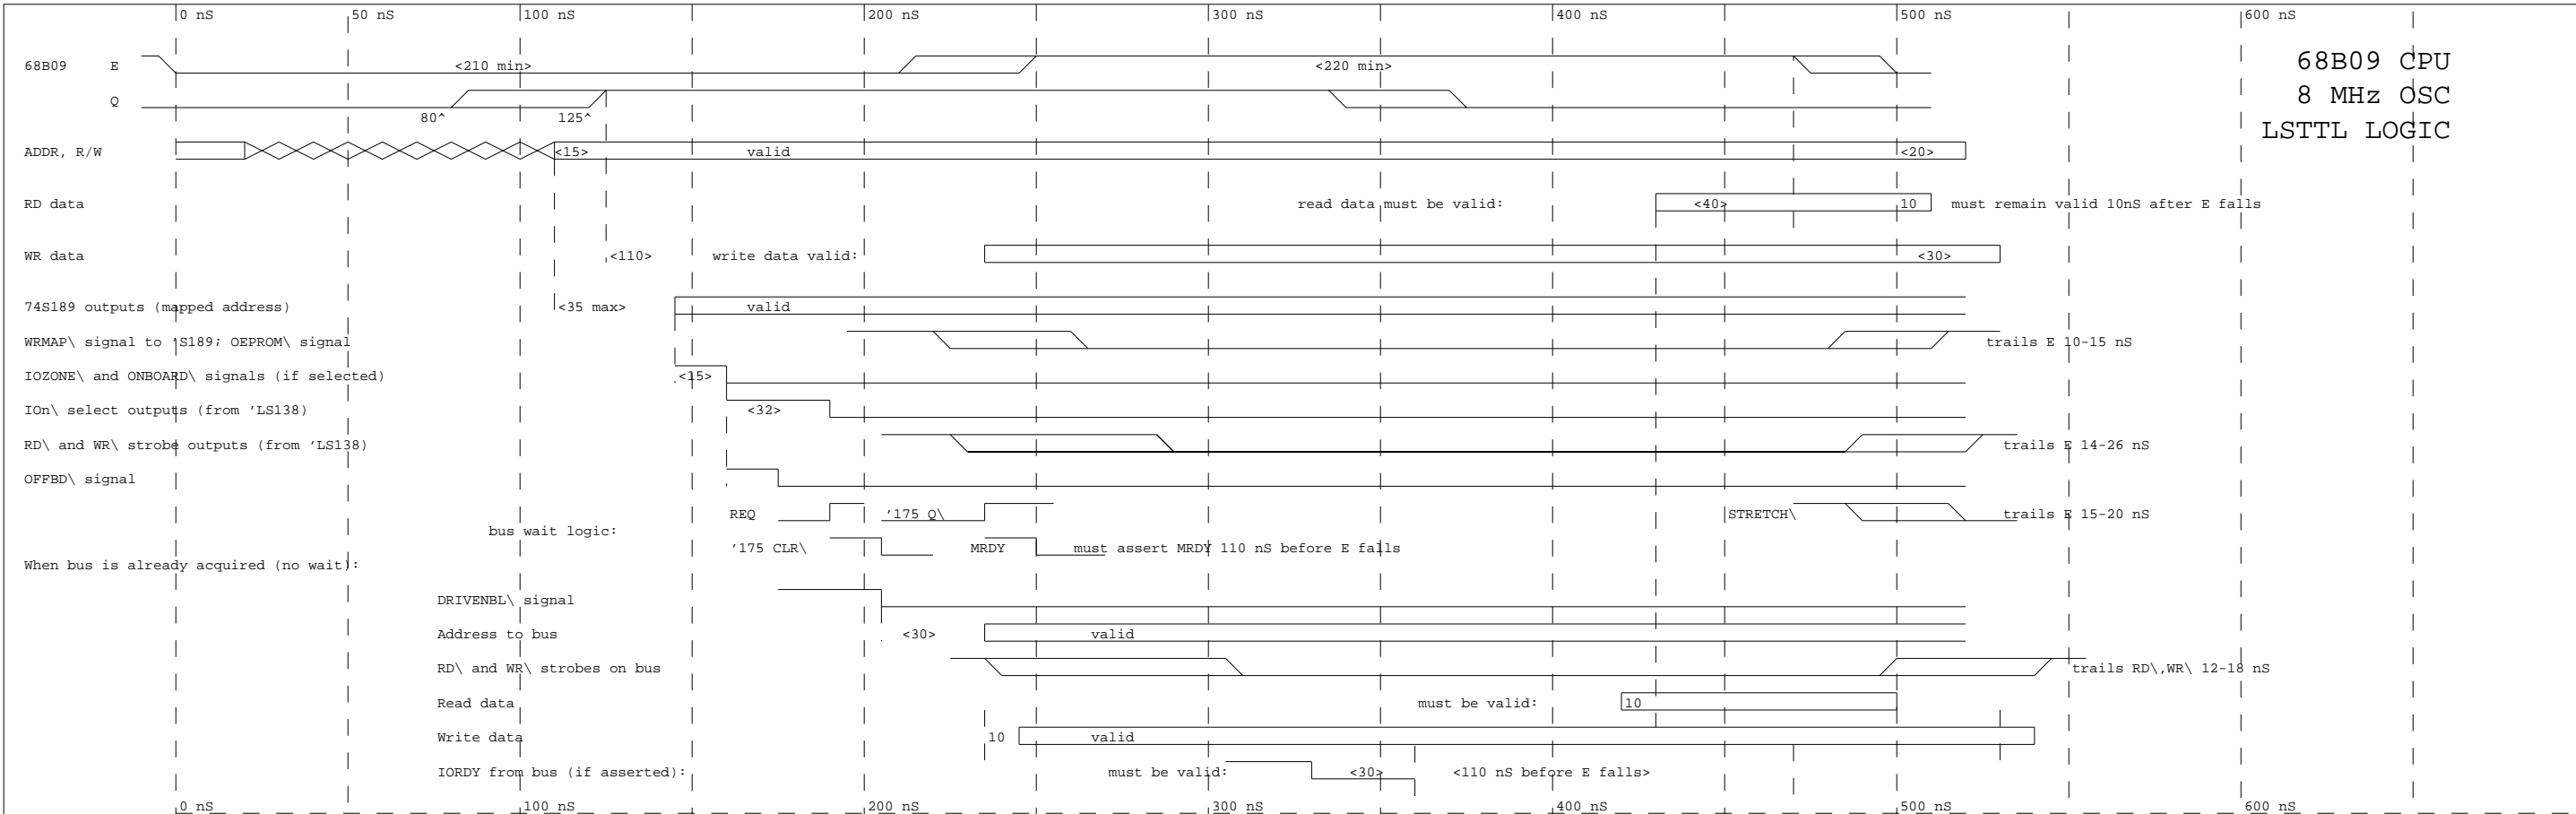 0 nS 50 nS 100 nS 200 nS 300 nS 400 nS 500 nS 600 nS
68B09 E <210 min> <220 min>
68B09 CPU
Q
8 MHz OSC
80^ 125^
LSTTL LOGIC
ADDR, R/W <15> valid <20>
RD data read data must be valid: <40> 10 must remain valid 10nS after E falls
WR data <110> write data valid: <30>
74S189 outputs (mapped address) <35 max> valid
WRMAP\ signal to 'S189; OEPROM\ signal trails E 10-15 nS
IOZONE\ and ONBOARD\ signals (if selected) <15>
IOn\ select outputs (from 'LS138) <32>
RD\ and WR\ strobe outputs (from 'LS138) trails E 14-26 nS
OFFBD\ signal
REQ '175 Q\ STRETCH\ trails E 15-20 nS
bus wait logic:
'175 CLR\ MRDY must assert MRDY 110 nS before E falls
When bus is already acquired (no wait):
DRIVENBL\ signal
Address to bus <30> valid
RD\ and WR\ strobes on bus trails RD\,WR\ 12-18 nS
Read data must be valid: 10
Write data 10 valid
IORDY from bus (if asserted): must be valid: <30> <110 nS before E falls>
0 nS 100 nS 200 nS 300 nS 400 nS 500 nS 600 nS